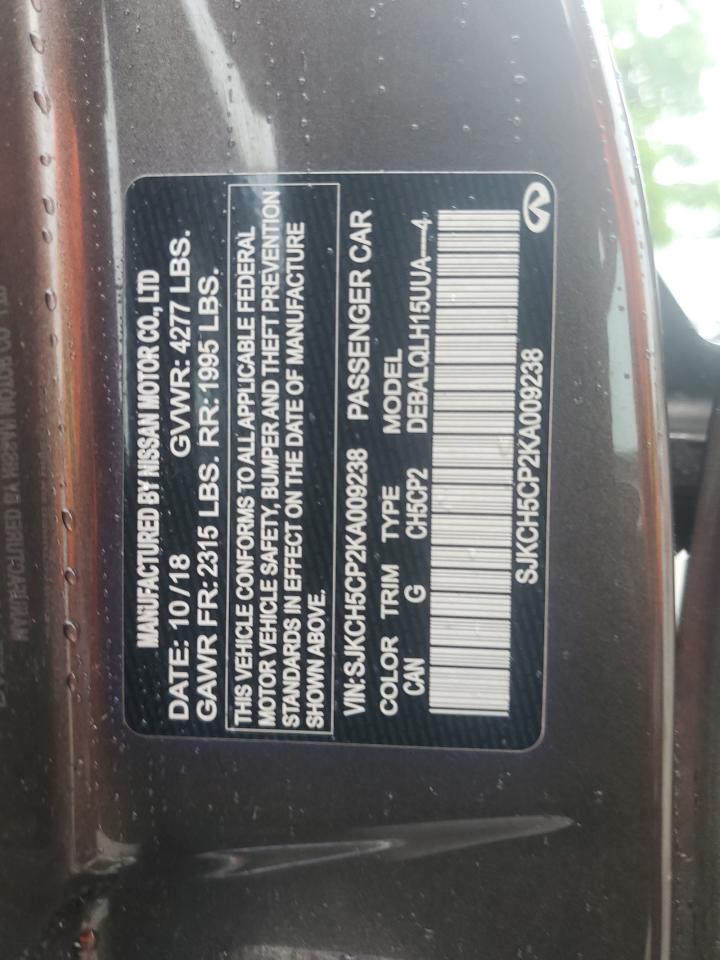 MANUFACTURED BY NISSAN MOTOR CO., LTD
DATE: 10/18 GVWR: 4277 LBS.
GAWR FR: 2315 LBS. RR: 1995 LBS.
THIS VEHICLE CONFORMS TO ALL APPLICABLE FEDERAL
MOTOR VEHICLE SAFETY, BUMPER AND THEFT PREVENTION
STANDARDS IN EFFECT ON THE DATE OF MANUFACTURE
SHOWN ABOVE.
VIN: SJKCH5CP2KA009238 PASSENGER CAR
COLOR TRIM TYPE MODEL
CAN G CH5CP2 DEBALQLH15UUA—4
SJKCH5CP2KA009238